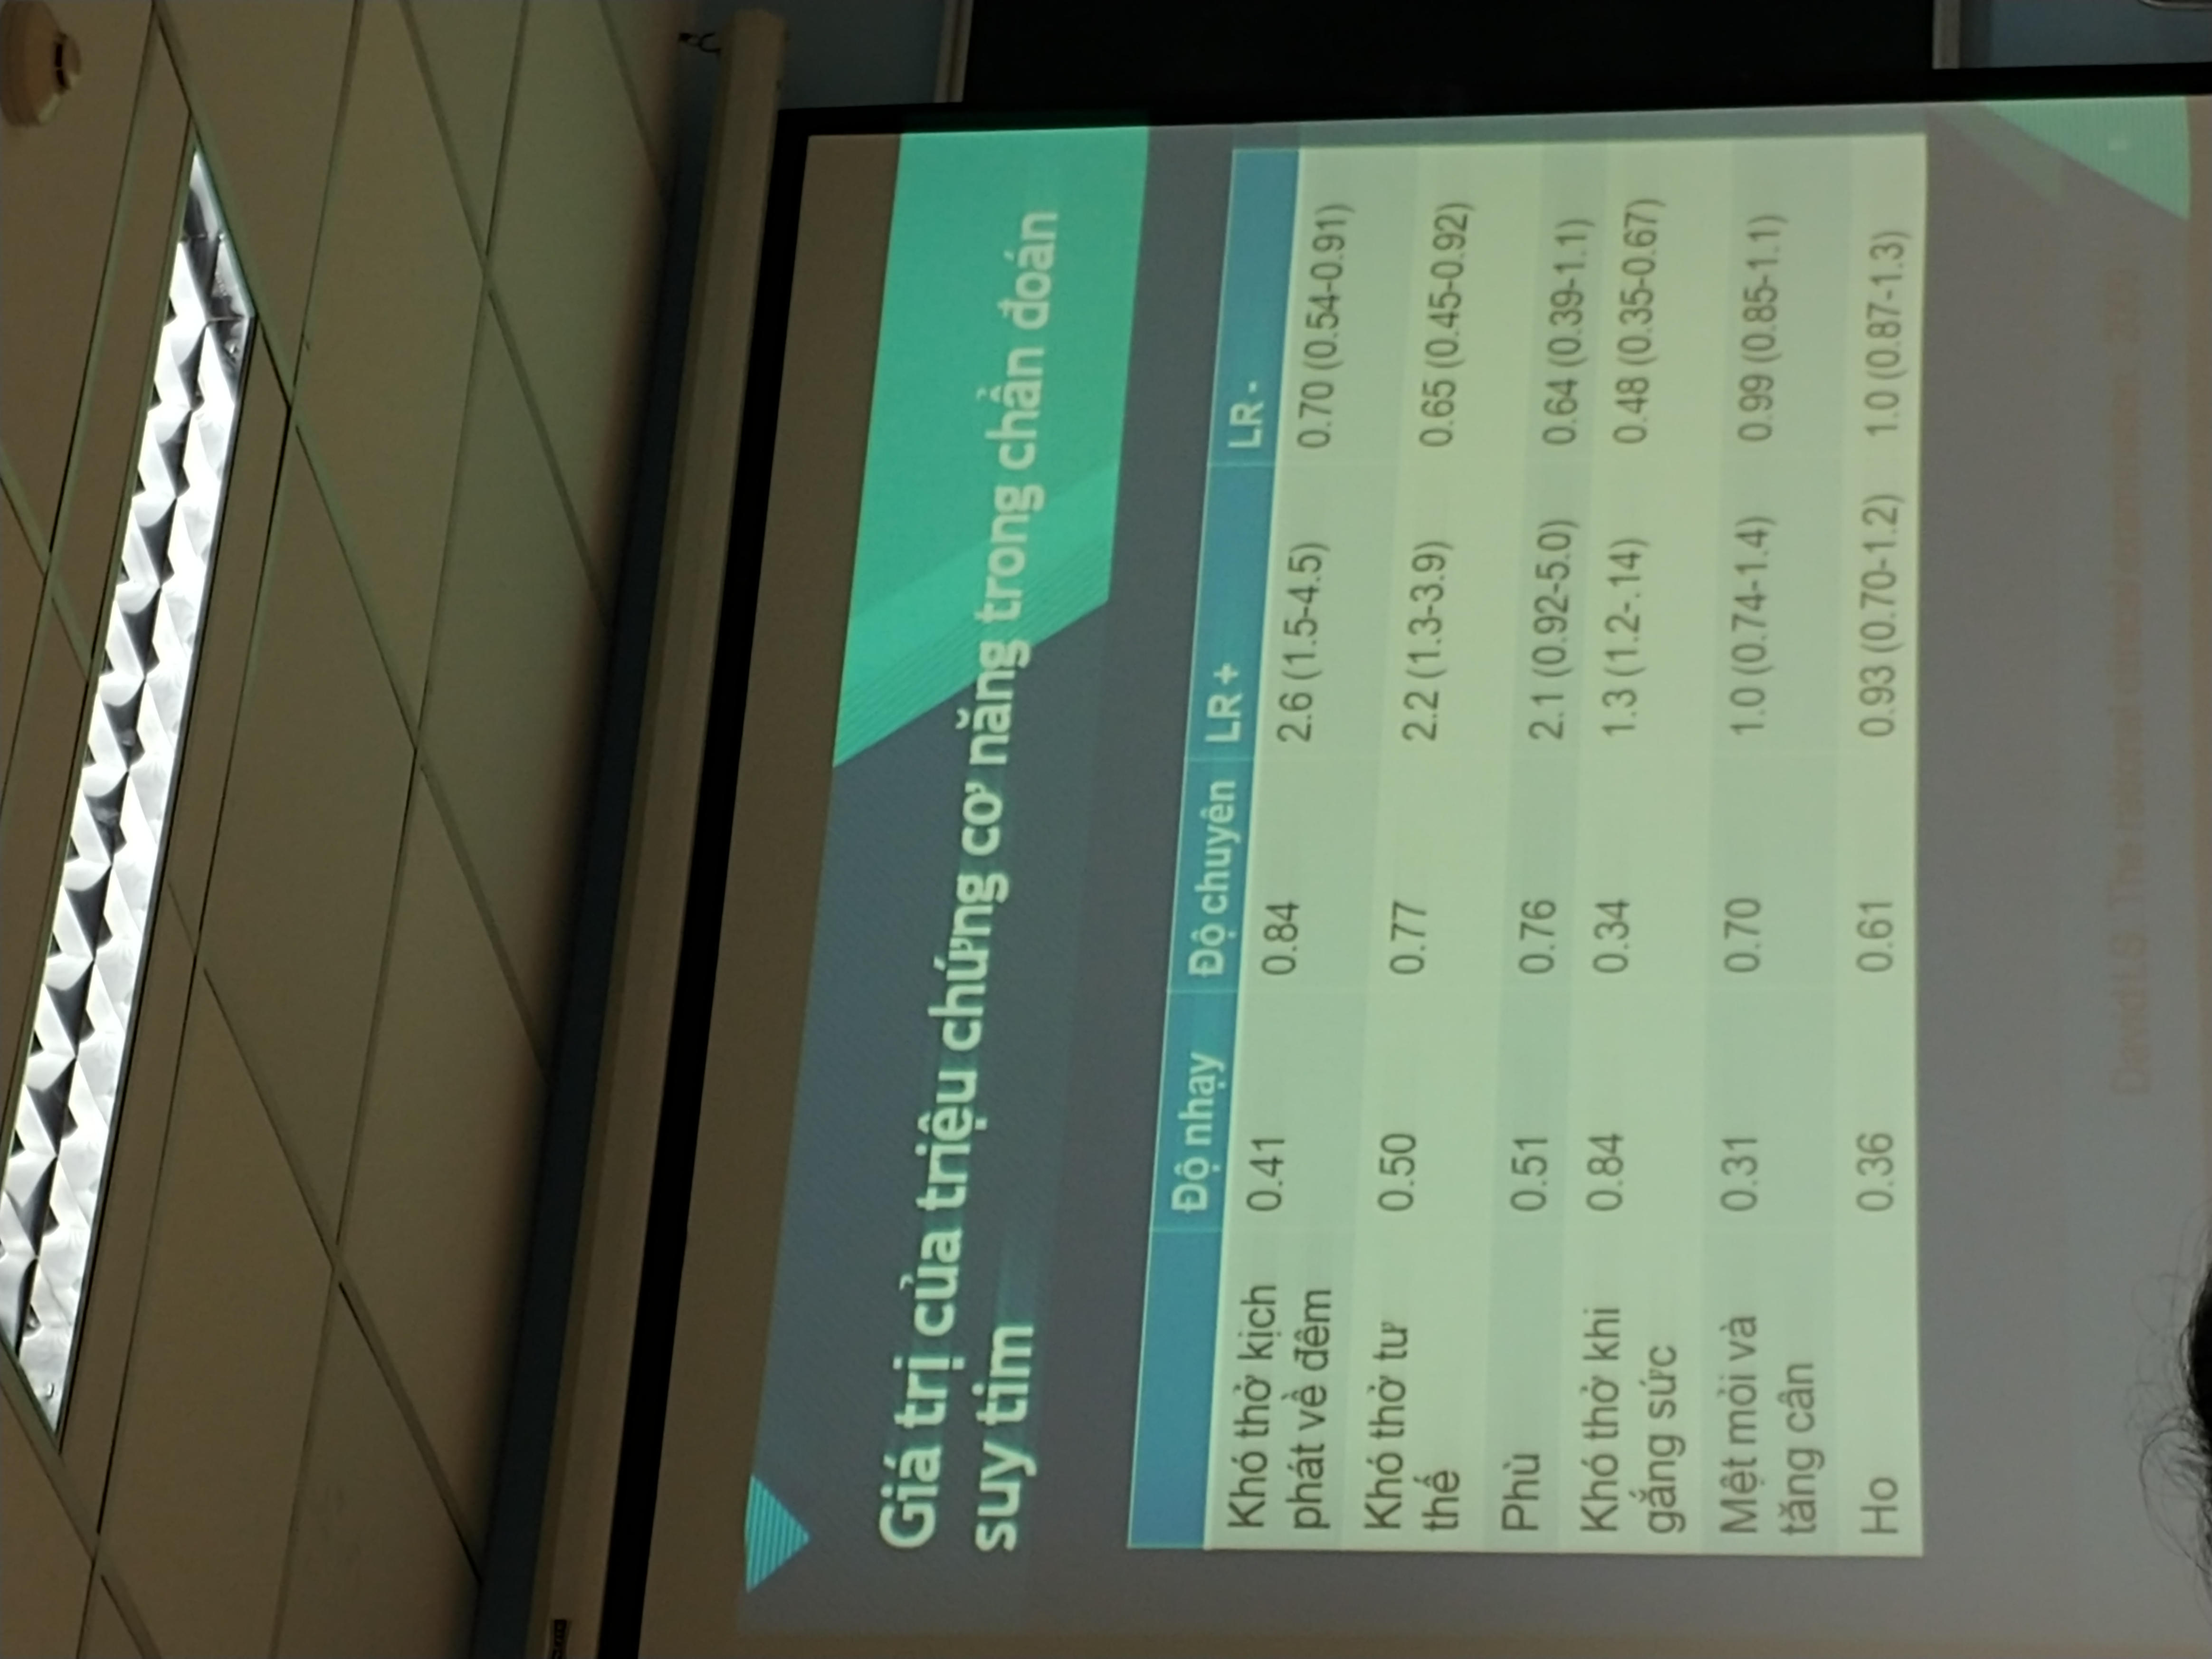 Giá trị của triệu chứng cơ năng trong chẩn đoán
suy tim
Độ nhạy Độ chuyên LR + LR -
Khó thở kịch
phát về đêm 0.41 0.84 2.6 (1.5-4.5) 0.70 (0.54-0.91)
Khó thở tư
thế 0.50 0.77 2.2 (1.3-3.9) 0.65 (0.45-0.92)
Phù 0.51 0.76 2.1 (0.92-5.0) 0.64 (0.39-1.1)
Khó thở khi
gắng sức 0.84 0.34 1.3 (1.2-.14) 0.48 (0.35-0.67)
Mệt mỏi và
tăng cân 0.31 0.70 1.0 (0.74-1.4) 0.99 (0.85-1.1)
Ho 0.36 0.61 0.93 (0.70-1.2) 1.0 (0.87-1.3)
David The rational clinical examination